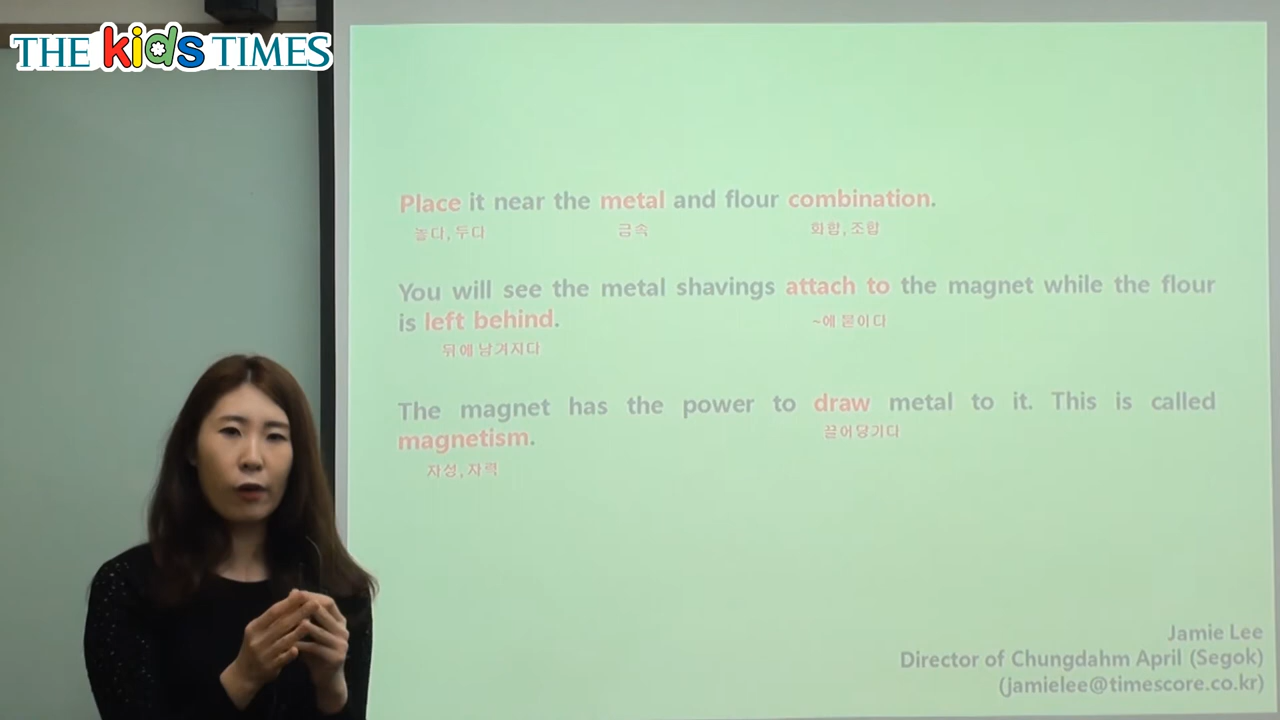 THE kids TIMES
Place it near the metal and flour combination.
놓다, 두다 금속 화합, 조합
You will see the metal shavings attach to the magnet while the flour
~에 붙이다
is left behind.
뒤에 남겨지다
The magnet has the power to draw metal to it. This is called
끌어당기다
magnetism.
자성, 자력
Jamie Lee
Director of Chungdahm April (Segok)
(jamielee@timescore.co.kr)